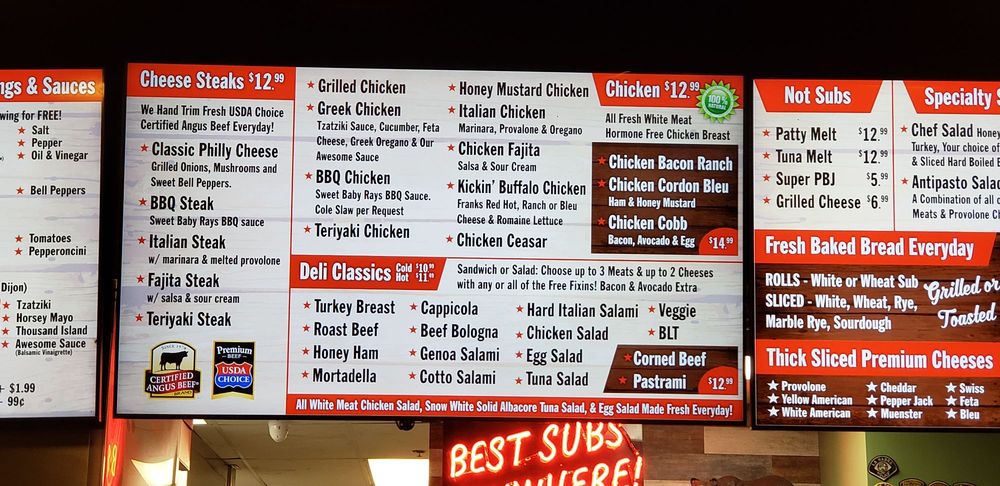 ngs & Sauces
wing for FREE!
★ Salt
★ Pepper
★ Oil & Vinegar
★ Bell Peppers
★ Tomatoes
★ Pepperoncini
Dijon)
★ Tzatziki
★ Horsey Mayo
★ Thousand Island
★ Awesome Sauce
(Balsamic Vinaigrette)
+ $1.99
99¢
Cheese Steaks $12.99
We Hand Trim Fresh USDA Choice
Certified Angus Beef Everyday!
★ Classic Philly Cheese
Grilled Onions, Mushrooms and
Sweet Bell Peppers.
★ BBQ Steak
Sweet Baby Rays BBQ sauce
★ Italian Steak
w/ marinara & melted provolone
★ Fajita Steak
w/ salsa & sour cream
★ Teriyaki Steak
SINCE 1978
CERTIFIED
ANGUS BEEF®
BRAND
Premium
BEEF
USDA
CHOICE
★ Grilled Chicken
★ Greek Chicken
Tzatziki Sauce, Cucumber, Feta
Cheese, Greek Oregano & Our
Awesome Sauce
★ BBQ Chicken
Sweet Baby Rays BBQ Sauce.
Cole Slaw per Request
★ Teriyaki Chicken
★ Honey Mustard Chicken
★ Italian Chicken
Marinara, Provalone & Oregano
★ Chicken Fajita
Salsa & Sour Cream
★ Kickin' Buffalo Chicken
Franks Red Hot, Ranch or Bleu
Cheese & Romaine Lettuce
★ Chicken Ceasar
Chicken $12.99
100%
NATURAL
All Fresh White Meat
Hormone Free Chicken Breast
★ Chicken Bacon Ranch
★ Chicken Cordon Bleu
Ham & Honey Mustard
★ Chicken Cobb
Bacon, Avocado & Egg $14.99
Deli Classics Cold $10.99
Hot $11.49
Sandwich or Salad: Choose up to 3 Meats & up to 2 Cheeses
with any or all of the Free Fixins! Bacon & Avocado Extra
★ Turkey Breast
★ Roast Beef
★ Honey Ham
★ Mortadella
★ Cappicola
★ Beef Bologna
★ Genoa Salami
★ Cotto Salami
★ Hard Italian Salami
★ Chicken Salad
★ Egg Salad
★ Tuna Salad
★ Veggie
★ BLT
★ Corned Beef
★ Pastrami $12.99
All White Meat Chicken Salad, Snow White Solid Albacore Tuna Salad, & Egg Salad Made Fresh Everyday!
Not Subs
★ Patty Melt $12.99
★ Tuna Melt $12.99
★ Super PBJ $5.99
★ Grilled Cheese $6.99
Specialty S
★ Chef Salad Honey
Turkey, Your choice of
& Sliced Hard Boiled E
★ Antipasto Salad
A Combination of all o
Meats & Provolone C
Fresh Baked Bread Everyday
ROLLS - White or Wheat Sub
SLICED - White, Wheat, Rye,
Marble Rye, Sourdough
Grilled or
Toasted
Thick Sliced Premium Cheeses
★ Provolone
★ Yellow American
★ White American
★ Cheddar
★ Pepper Jack
★ Muenster
★ Swiss
★ Feta
★ Bleu
BEST SUBS
NYWHERE!